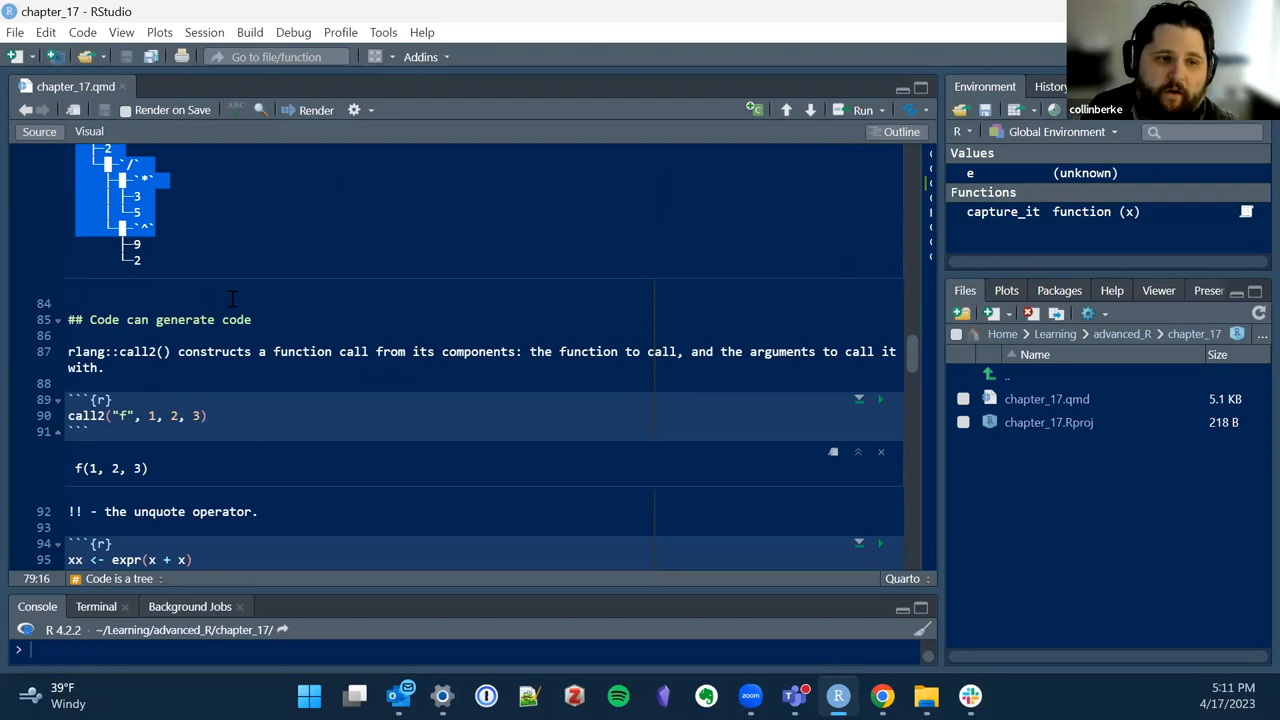 chapter_17 - RStudio
File Edit Code View Plots Session Build Debug Profile Tools Help
Go to file/function
Addins
chapter_17.qmd
Render on Save
ABC
Render
Run
Source Visual
Outline
2
`/`
`*`
3
5
`^`
9
2
84
85 ## Code can generate code
86
87 rlang::call2() constructs a function call from its components: the function to call, and the arguments to call it
with.
88
89 ```{r}
90 call2("f", 1, 2, 3)
91 ```
f(1, 2, 3)
92 !! - the unquote operator.
93
94 ```{r}
95 xx <- expr(x + x)
79:16 # Code is a tree Quarto
Console Terminal Background Jobs
R 4.2.2 · ~/Learning/advanced_R/chapter_17/
>
Environment History
R Global Environment
Values
e (unknown)
Functions
capture_it function (x)
Files Plots Packages Help Viewer Preser
Home Learning advanced_R chapter_17 ...
Name Size
..
chapter_17.qmd 5.1 KB
chapter_17.Rproj 218 B
collinberke
39°F
Windy
zoom
5:11 PM
4/17/2023